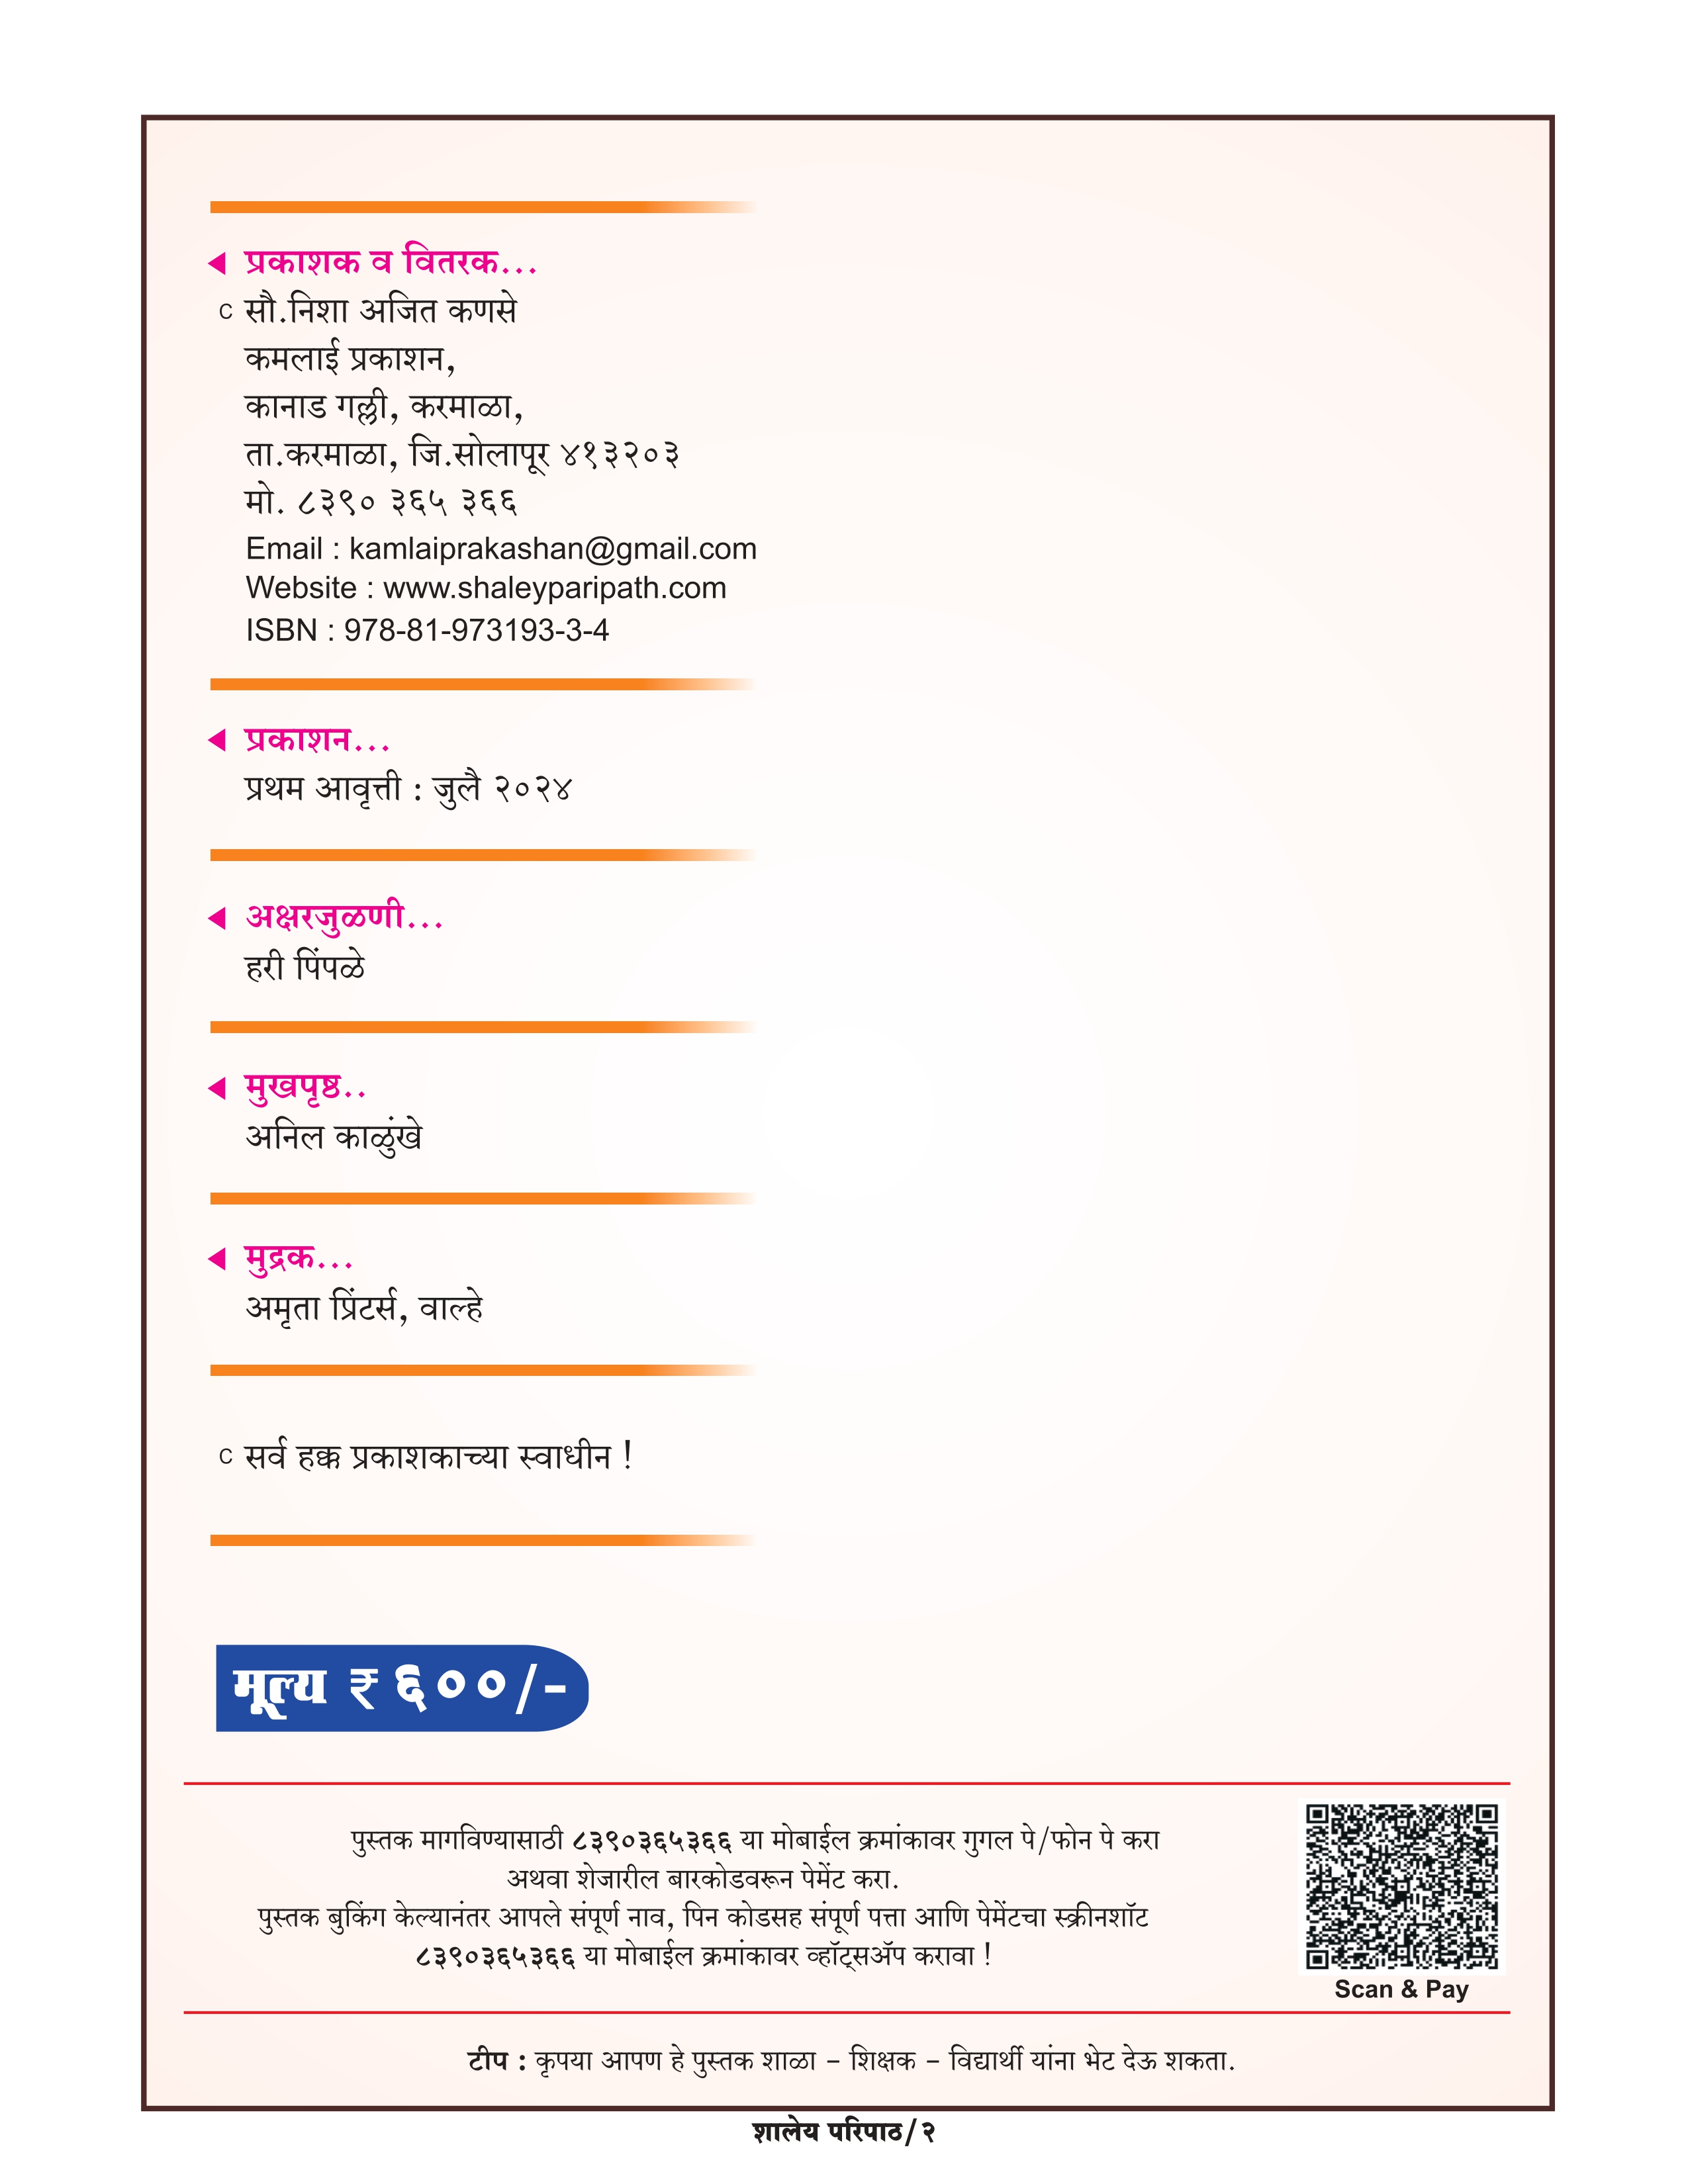 प्रकाशक व वितरक...
C सौ.निशा अजित कणसे
कमलाई प्रकाशन,
कानाड गल्ली, करमाळा,
ता.करमाळा, जि.सोलापूर ४१३२०३
मो. ८३९० ३६५ ३६६
Email : kamlaiprakashan@gmail.com
Website : www.shaleyparipath.com
ISBN : 978-81-973193-3-4
प्रकाशन...
प्रथम आवृत्ती : जुलै २०२४
अक्षरजुळणी...
हरी पिंपळे
मुखपृष्ठ..
अनिल काळुंखे
मुद्रक...
अमृता प्रिंटर्स, वाल्हे
C सर्व हक्क प्रकाशकाच्या स्वाधीन !
मूल्य ₹ ६००/-
पुस्तक मागविण्यासाठी ८३९०३६५३६६ या मोबाईल क्रमांकावर गुगल पे/फोन पे करा
अथवा शेजारील बारकोडवरून पेमेंट करा.
पुस्तक बुकिंग केल्यानंतर आपले संपूर्ण नाव, पिन कोडसह संपूर्ण पत्ता आणि पेमेंटचा स्क्रीनशॉट
८३९०३६५३६६ या मोबाईल क्रमांकावर व्हॉट्सॲप करावा !
Scan & Pay
टीप : कृपया आपण हे पुस्तक शाळा - शिक्षक - विद्यार्थी यांना भेट देऊ शकता.
शालेय परिपाठ/२